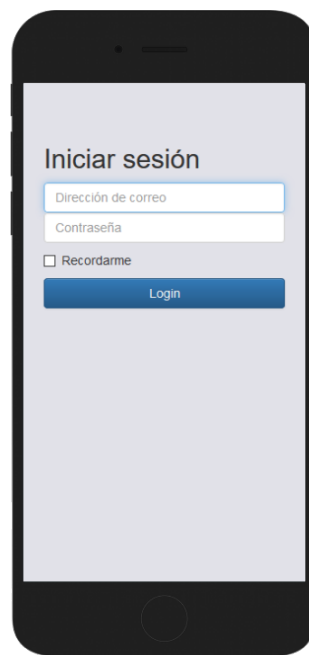 Iniciar sesión
Dirección de correo
Contraseña
Recordarme
Login